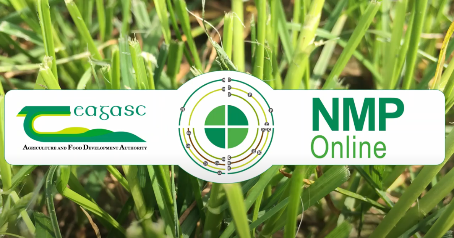 Teagasc
AGRICULTURE AND FOOD DEVELOPMENT AUTHORITY
NMP
Online